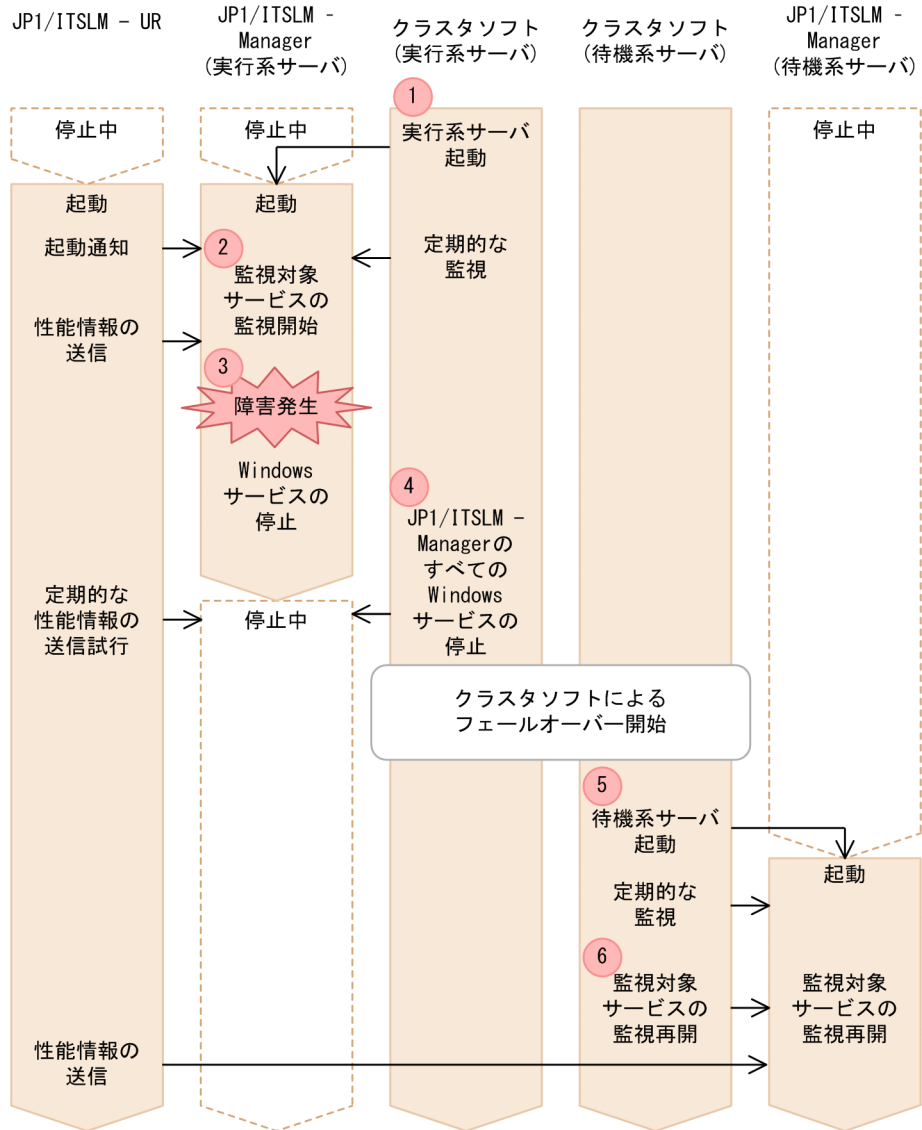 JP1/ITSLM - UR
JP1/ITSLM -
Manager
(実行系サーバ)
クラスタソフト
(実行系サーバ)
クラスタソフト
(待機系サーバ)
JP1/ITSLM -
Manager
(待機系サーバ)
停止中
停止中
1
実行系サーバ
起動
停止中
起動
起動
起動通知
2
監視対象
サービスの
監視開始
定期的な
監視
性能情報の
送信
3
障害発生
Windows
サービスの
停止
4
JP1/ITSLM -
Managerの
すべての
Windows
サービスの
停止
定期的な
性能情報の
送信試行
停止中
クラスタソフトによる
フェールオーバー開始
5
待機系サーバ
起動
起動
定期的な
監視
6
監視対象
サービスの
監視再開
監視対象
サービスの
監視再開
性能情報の
送信